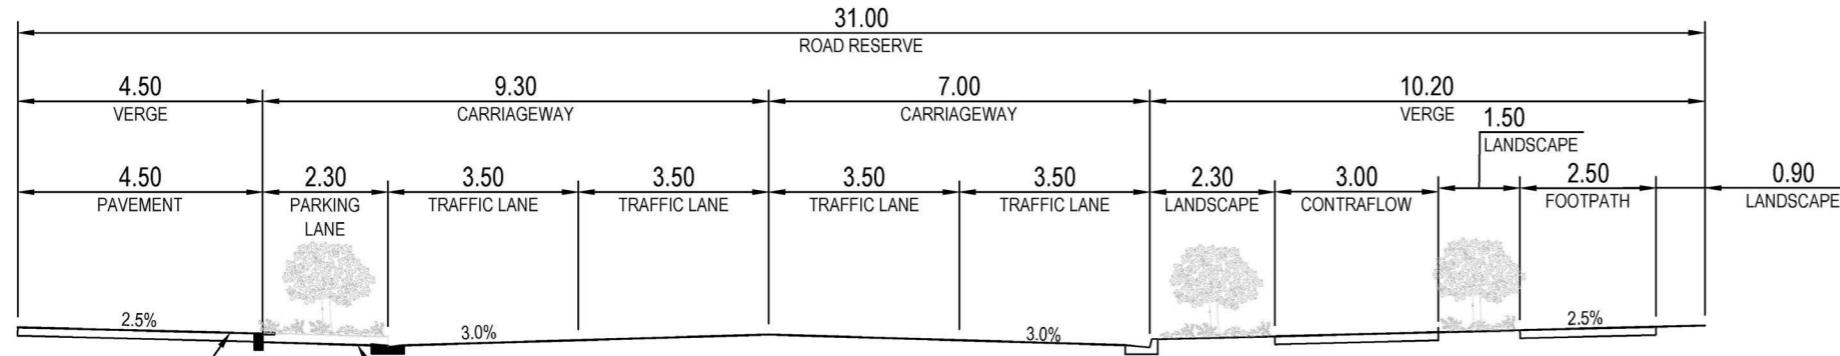 31.00
ROAD RESERVE
4.50
VERGE
9.30
CARRIAGEWAY
7.00
CARRIAGEWAY
10.20
VERGE
1.50
LANDSCAPE
4.50
PAVEMENT
2.30
PARKING
LANE
3.50
TRAFFIC LANE
3.50
TRAFFIC LANE
3.50
TRAFFIC LANE
3.50
TRAFFIC LANE
2.30
LANDSCAPE
3.00
CONTRAFLOW
2.50
FOOTPATH
0.90
LANDSCAPE
2.5%
3.0%
3.0%
2.5%